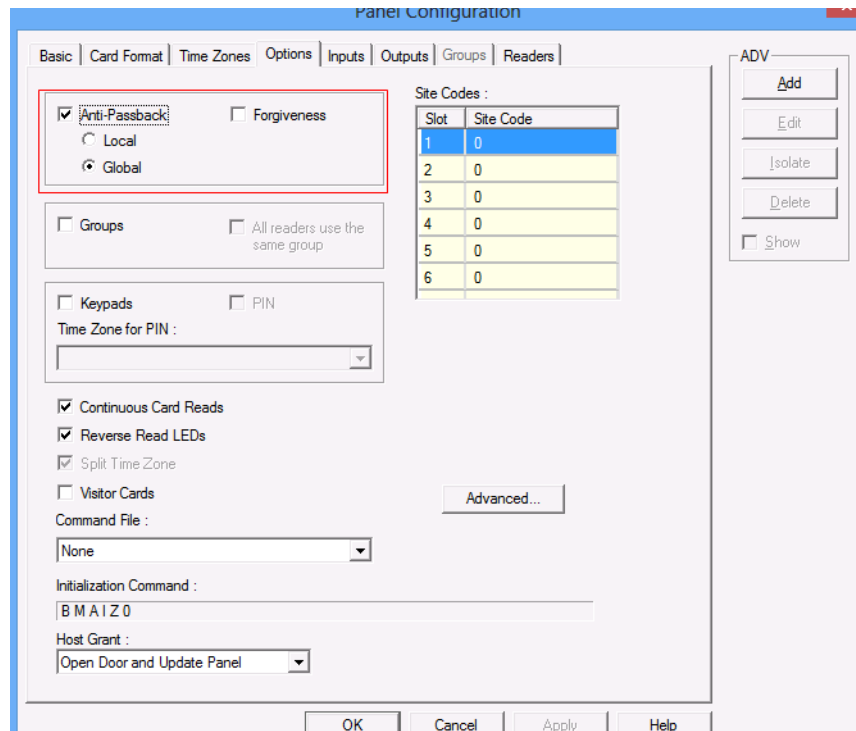 Panel Configuration
Basic Card Format Time Zones Options Inputs Outputs Groups Readers
Anti-Passback Forgiveness
Local
Global
Groups All readers use the
same group
Keypads PIN
Time Zone for PIN :
Continuous Card Reads
Reverse Read LEDs
Split Time Zone
Visitor Cards
Command File :
None
Initialization Command :
B M A I Z 0
Host Grant :
Open Door and Update Panel
Site Codes :
Slot Site Code
1 0
2 0
3 0
4 0
5 0
6 0
Advanced...
ADV
Add
Edit
Isolate
Delete
Show
OK Cancel Apply Help